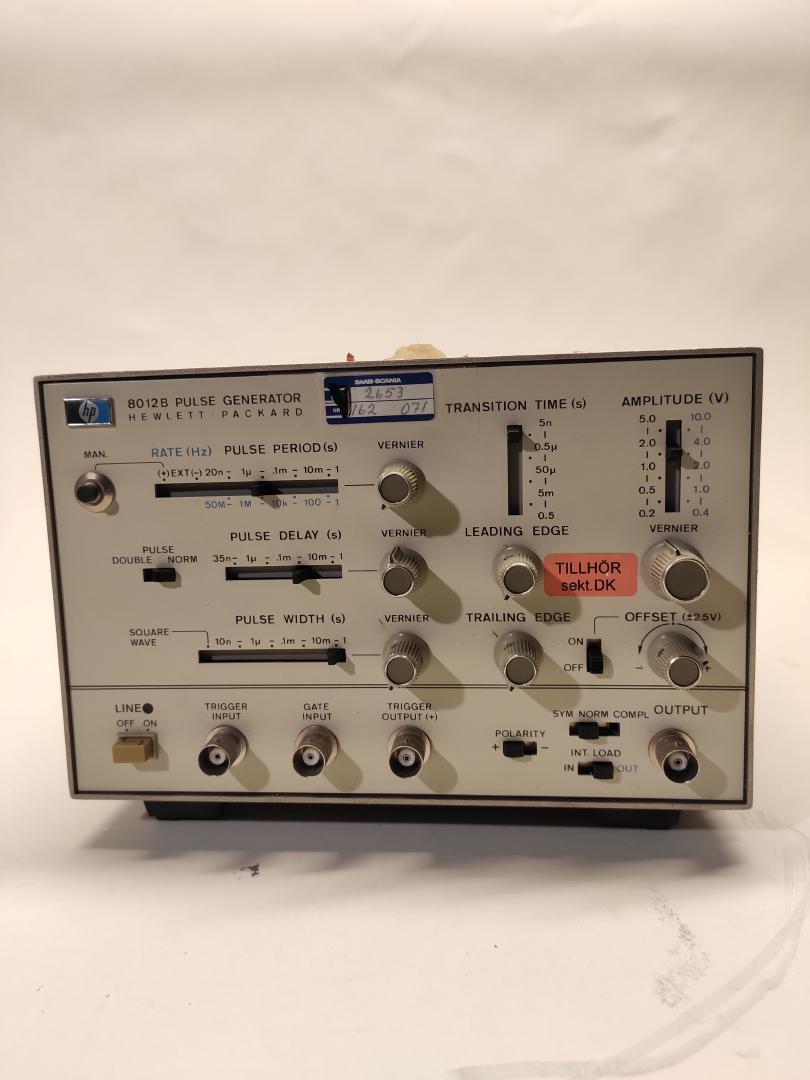 hp
8012B PULSE GENERATOR
HEWLETT · PACKARD
SAAB-SCANIA
2653
NR
162 071
TRANSITION TIME (s)
5n
0.5µ
50µ
5m
0.5
AMPLITUDE (V)
5.0 10.0
2.0 4.0
1.0 2.0
0.5 1.0
0.2 0.4
MAN.
RATE (Hz) PULSE PERIOD (s)
(+) EXT (-) 20n - 1µ - .1m - 10m - 1
50M - 1M - 10k - 100 - 1
VERNIER
PULSE DELAY (s)
35n - 1µ - .1m - 10m - 1
VERNIER
PULSE
DOUBLE NORM
LEADING EDGE
VERNIER
TILLHÖR
sekt.DK
PULSE WIDTH (s)
SQUARE
WAVE
10n - 1µ - .1m - 10m - 1
VERNIER
TRAILING EDGE
ON
OFF
OFFSET (±2.5V)
- +
LINE
OFF ON
TRIGGER
INPUT
GATE
INPUT
TRIGGER
OUTPUT (+)
POLARITY
+ -
SYM NORM COMPL
INT. LOAD
IN OUT
OUTPUT